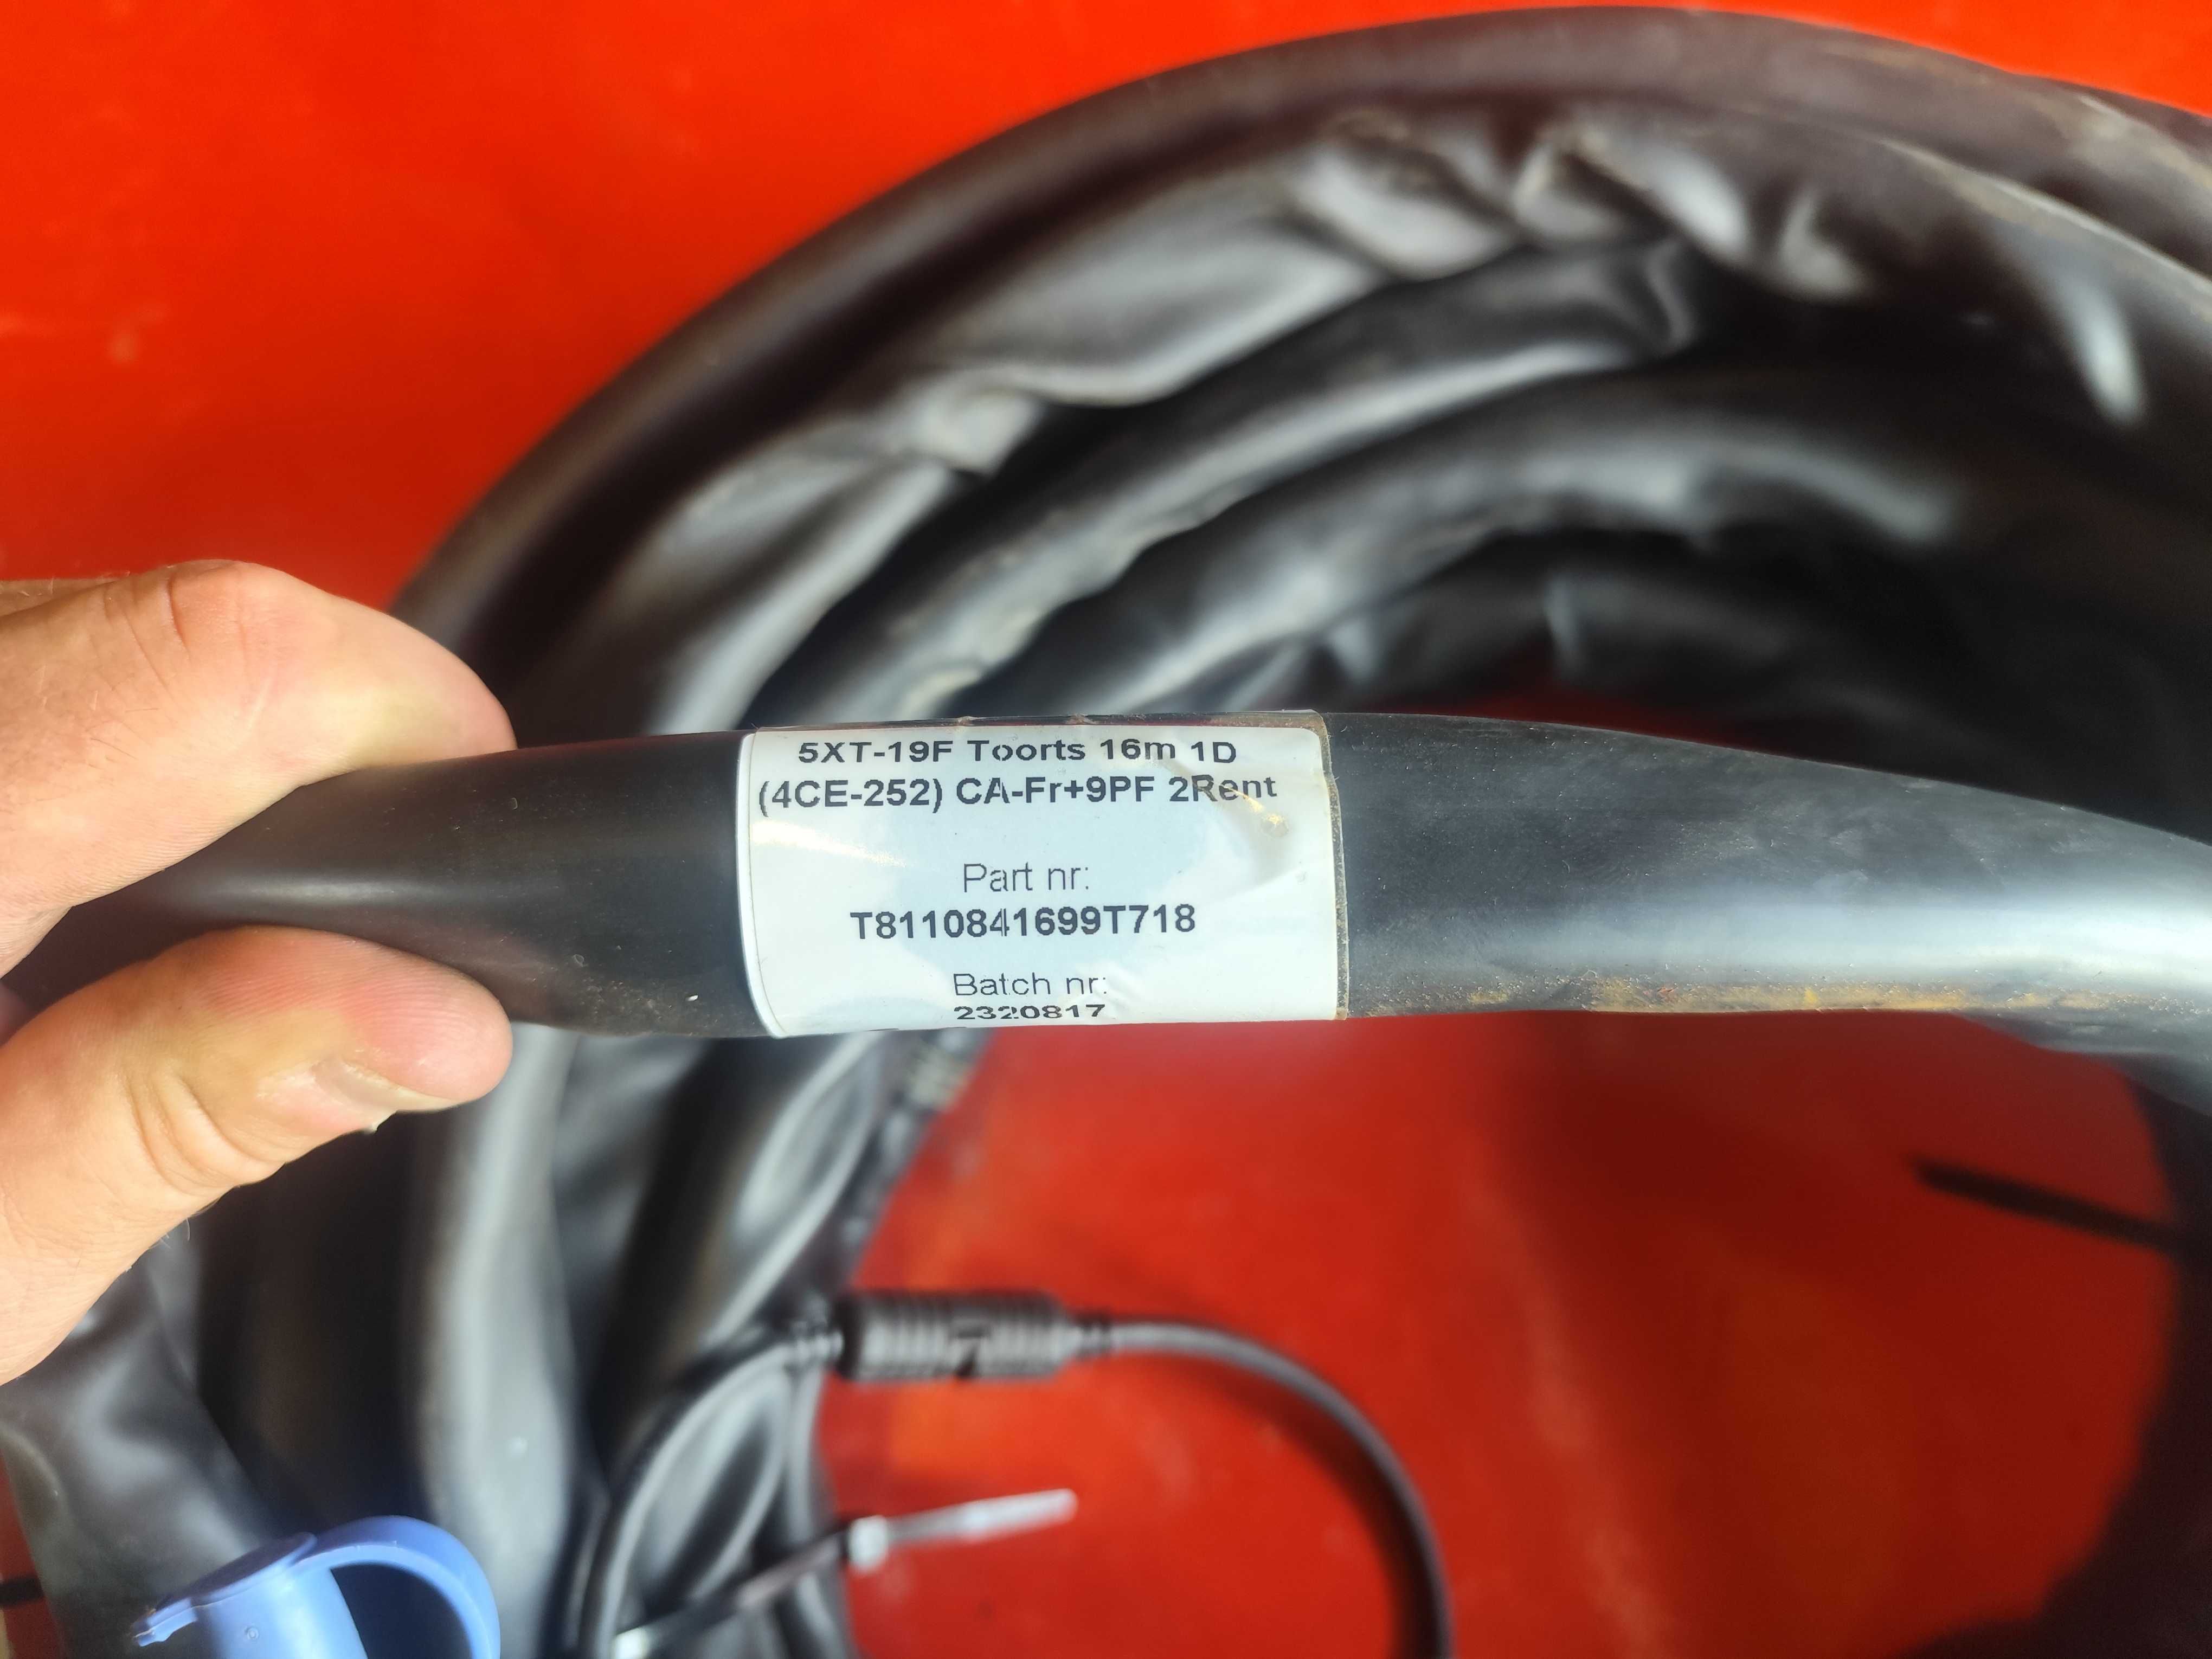 5XT-19F Toorts 16m 1D
(4CE-252) CA-Fr+9PF 2Rent
Part nr:
T8110841699T718
Batch nr:
2320817